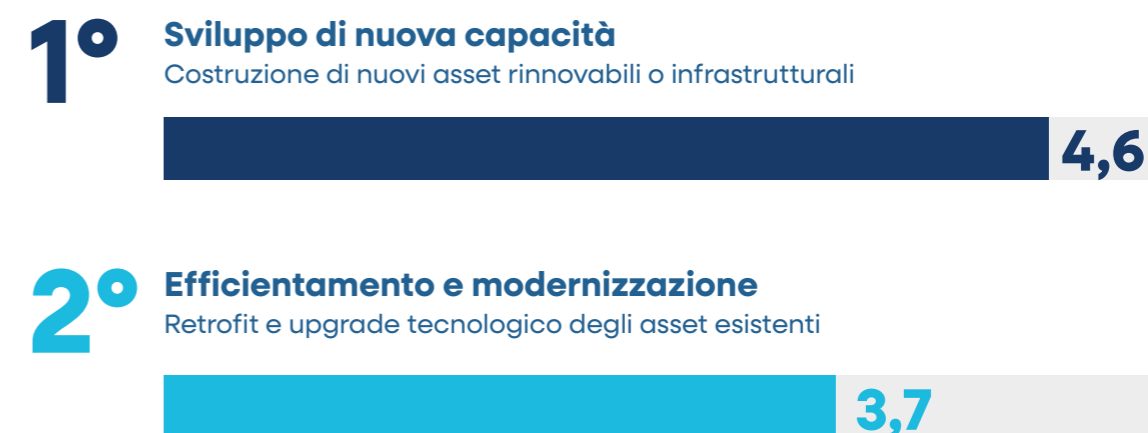 1°
Sviluppo di nuova capacità
Costruzione di nuovi asset rinnovabili o infrastrutturali
4,6
2°
Efficientamento e modernizzazione
Retrofit e upgrade tecnologico degli asset esistenti
3,7